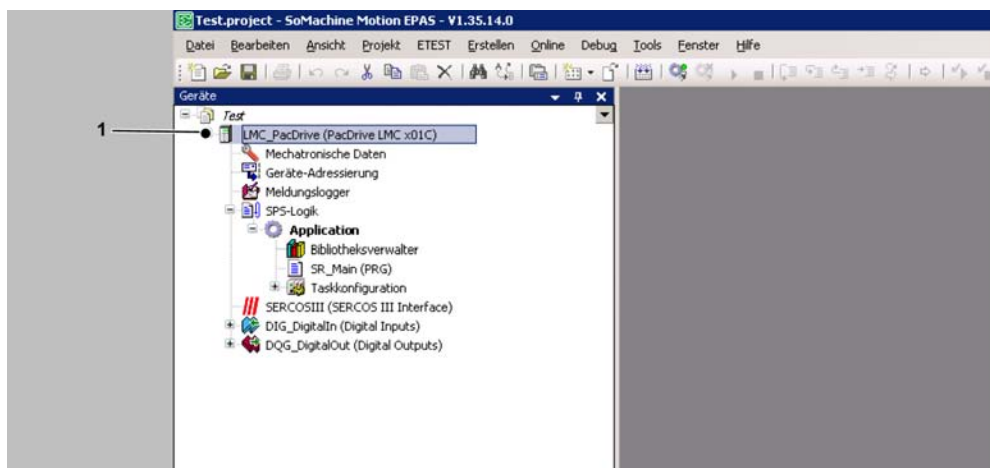 Test.project - SoMachine Motion EPAS - V1.35.14.0
Datei Bearbeiten Ansicht Projekt ETEST Erstellen Online Debug Tools Fenster Hilfe
Geräte
Test
1
LMC_PacDrive (PacDrive LMC x01C)
Mechatronische Daten
Geräte-Adressierung
Meldungslogger
SPS-Logik
Application
Bibliotheksverwalter
SR_Main (PRG)
Taskkonfiguration
SERCOSIII (SERCOS III Interface)
DIG_DigitalIn (Digital Inputs)
DQG_DigitalOut (Digital Outputs)